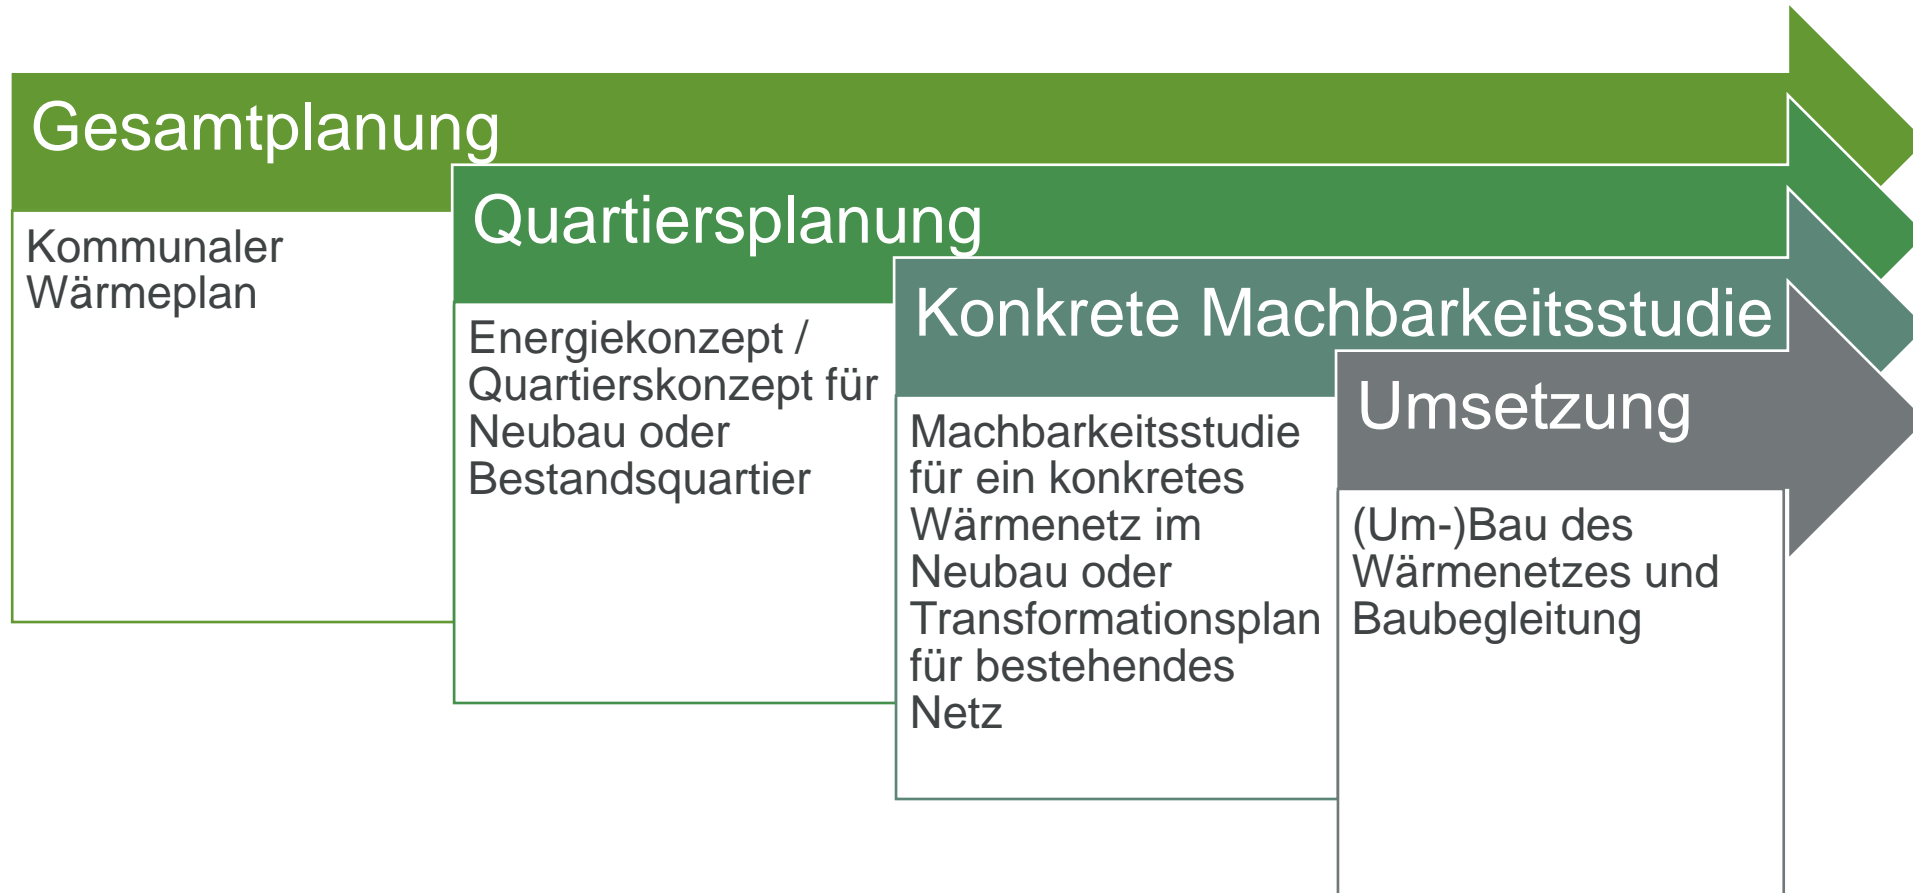 Gesamtplanung
Kommunaler
Wärmeplan
Quartiersplanung
Energiekonzept /
Quartierskonzept für
Neubau oder
Bestandsquartier
Konkrete Machbarkeitsstudie
Machbarkeitsstudie
für ein konkretes
Wärmenetz im
Neubau oder
Transformationsplan
für bestehendes
Netz
Umsetzung
(Um-)Bau des
Wärmenetzes und
Baubegleitung